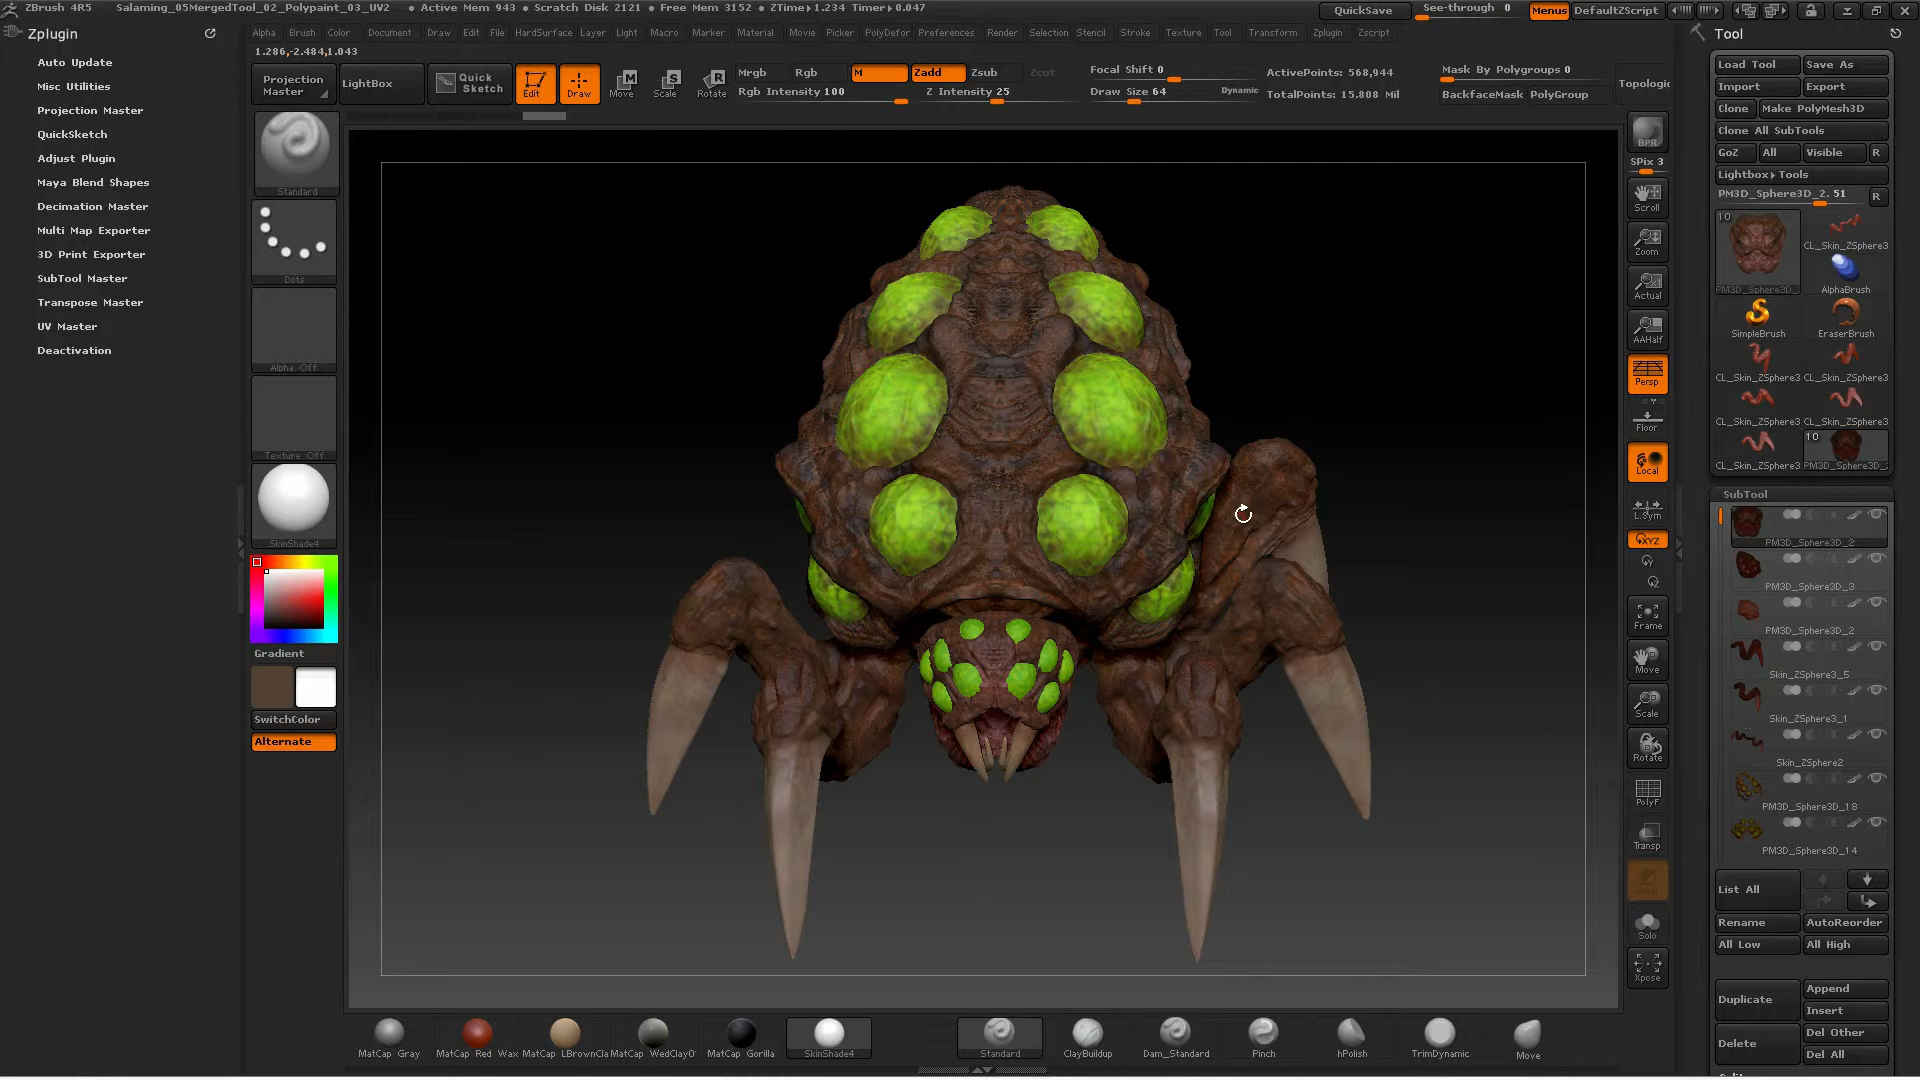 ZBrush 4R5 Salaming_05MergedTool_02_Polypaint_03_UV2 • Active Mem 943 • Scratch Disk 2121 • Free Mem 3152 • ZTime▸1.234 Timer▸0.047
QuickSave See-through 0 Menus DefaultZScript
Zplugin
Alpha Brush Color Document Draw Edit File HardSurface Layer Light Macro Marker Material Movie Picker PolyDefor Preferences Render Selection Stencil Stroke Texture Tool Transform Zplugin Zscript
1.286,-2.484,1.043
Auto Update
Misc Utilities
Projection Master
QuickSketch
Adjust Plugin
Maya Blend Shapes
Decimation Master
Multi Map Exporter
3D Print Exporter
SubTool Master
Transpose Master
UV Master
Deactivation
Projection Master
LightBox
Quick Sketch
Edit
Draw
Move
Scale
Rotate
Mrgb Rgb M Zadd Zsub Zcut
Rgb Intensity 100 Z Intensity 25
Focal Shift 0
Draw Size 64 Dynamic
ActivePoints: 568,944
TotalPoints: 15.808 Mil
Mask By Polygroups 0
BackfaceMask PolyGroup
Topologic
Standard
Dots
Alpha Off
Texture Off
SkinShade4
Gradient
SwitchColor
Alternate
BPR
SPix 3
Scroll
Zoom
Actual
AAHalf
Persp
Floor
Local
L.Sym
XYZ
Y
Z
Frame
Move
Scale
Rotate
PolyF
Transp
Solo
Xpose
Tool
Load Tool Save As
Import Export
Clone Make PolyMesh3D
Clone All SubTools
GoZ All Visible R
Lightbox▸Tools
PM3D_Sphere3D_2. 51 R
10
PM3D_Sphere3D_
CL_Skin_ZSphere3
AlphaBrush
SimpleBrush EraserBrush
CL_Skin_ZSphere3 CL_Skin_ZSphere3
CL_Skin_ZSphere3 CL_Skin_ZSphere3
10
CL_Skin_ZSphere3 PM3D_Sphere3D_
SubTool
PM3D_Sphere3D_2
PM3D_Sphere3D_3
PM3D_Sphere3D_2
Skin_ZSphere3_5
Skin_ZSphere3_1
Skin_ZSphere2
PM3D_Sphere3D_18
PM3D_Sphere3D_14
List All
Rename AutoReorder
All Low All High
Duplicate Append
Insert
Delete Del Other
Del All
MatCap Gray MatCap Red Wax MatCap LBrownCla MatCap WedClay0 MatCap Gorilla SkinShade4 Standard ClayBuildup Dam_Standard Pinch hPolish TrimDynamic Move